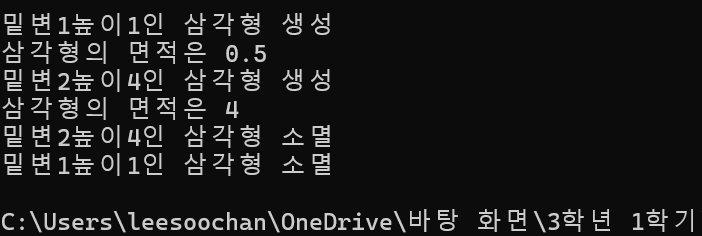 밑변1높이1인 삼각형 생성
삼각형의 면적은 0.5
밑변2높이4인 삼각형 생성
삼각형의 면적은 4
밑변2높이4인 삼각형 소멸
밑변1높이1인 삼각형 소멸
C:\Users\leesoochan\OneDrive\바탕 화면\3학년 1학기